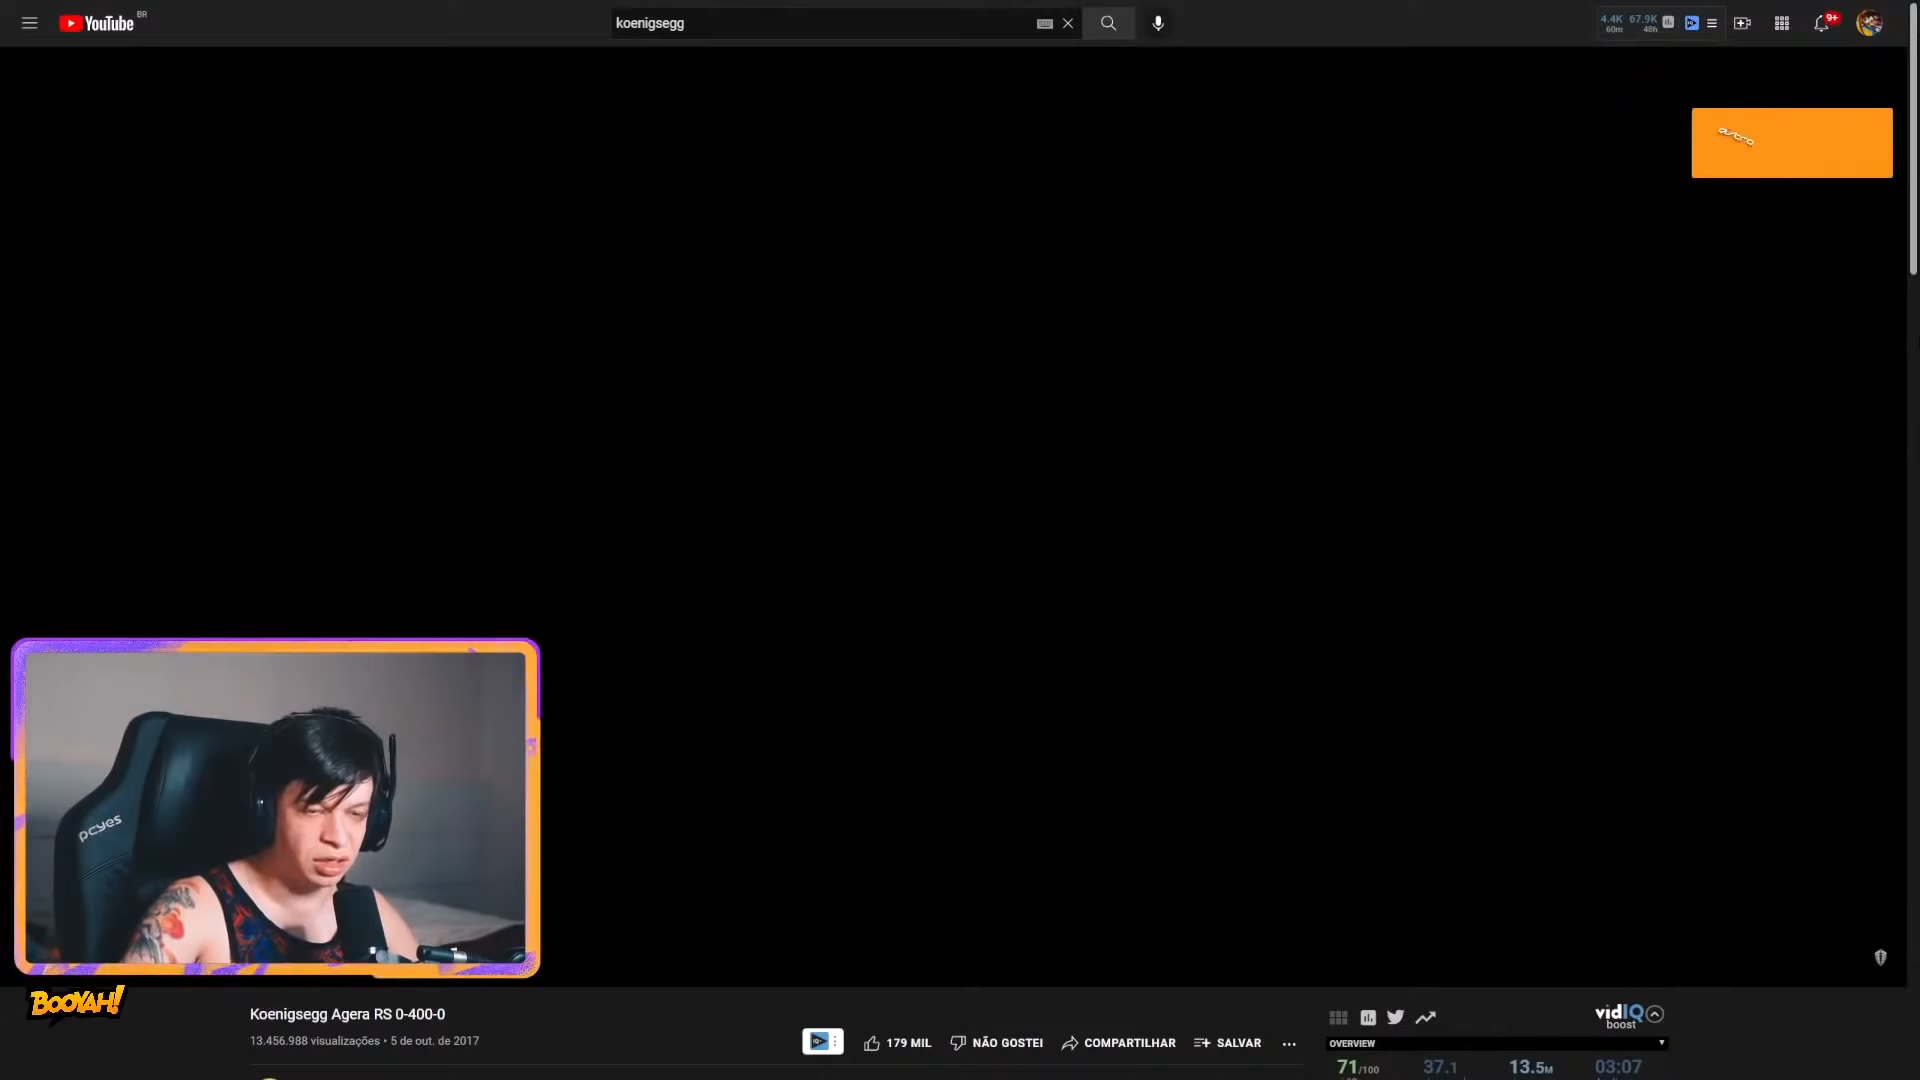 YouTube BR
koenigsegg
4.4K 67.9K
60m 48h
9+
astro
pcyes
BOOYAH!
Koenigsegg Agera RS 0-400-0
13.456.988 visualizações • 5 de out. de 2017
179 MIL
NÃO GOSTEI
COMPARTILHAR
SALVAR
vidIQ
boost
OVERVIEW
71/100 37.1 13.5M 03:07